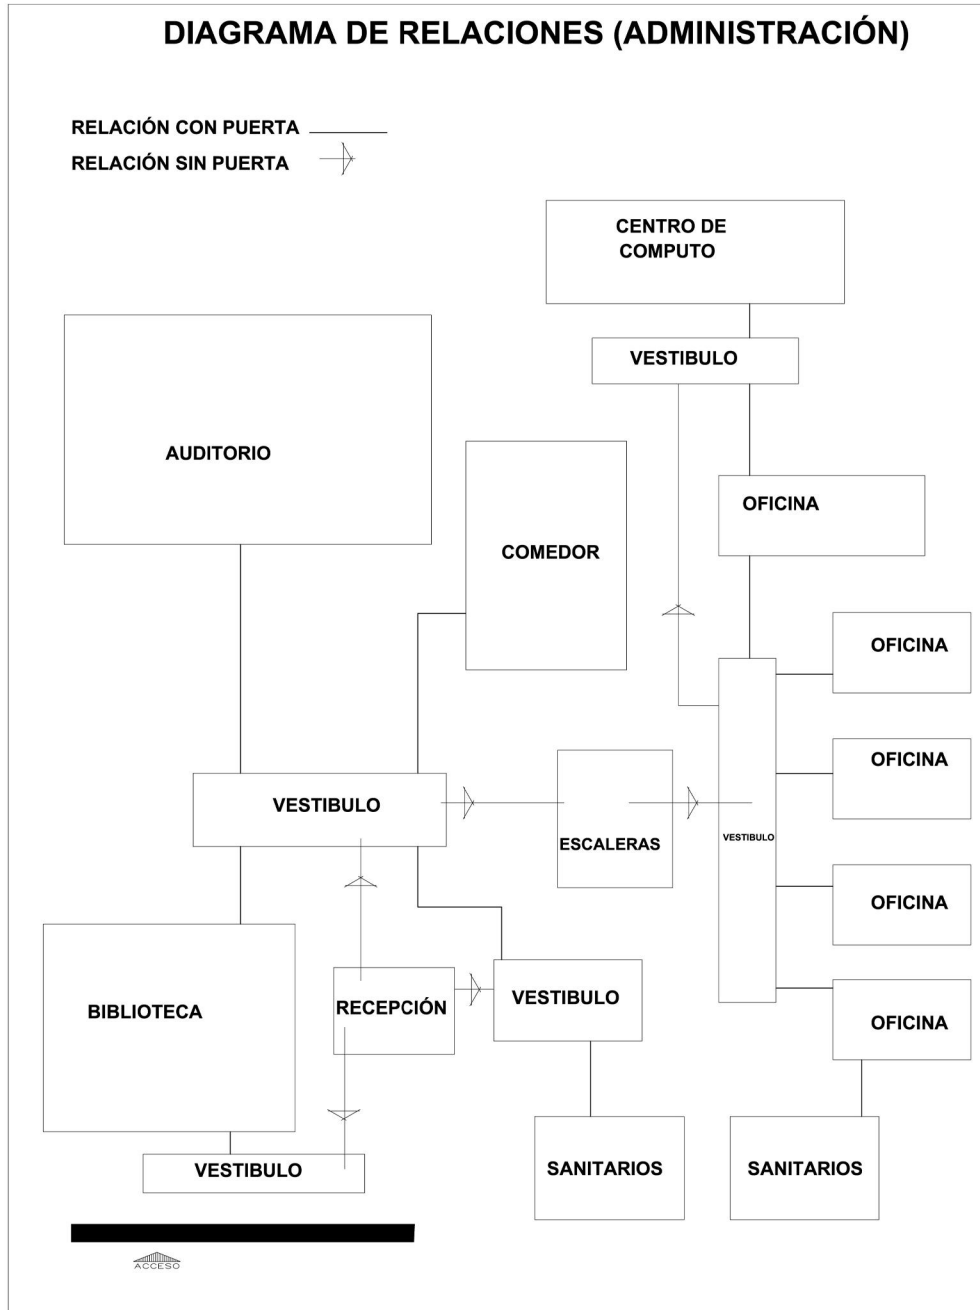 DIAGRAMA DE RELACIONES (ADMINISTRACIÓN)
RELACIÓN CON PUERTA
RELACIÓN SIN PUERTA
CENTRO DE
COMPUTO
VESTIBULO
AUDITORIO
OFICINA
COMEDOR
OFICINA
OFICINA
VESTIBULO
ESCALERAS
VESTIBULO
OFICINA
BIBLIOTECA
RECEPCIÓN
VESTIBULO
OFICINA
VESTIBULO
SANITARIOS
SANITARIOS
ACCESO